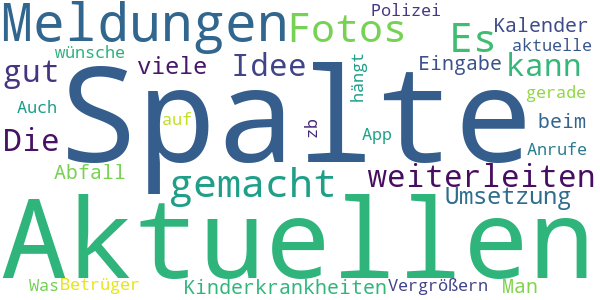 Meldungen Fotos Polizei Es Kalender
wünsche aktuelle
gut viele Idee hängt Eingabe kann
Spalte
Auch auf zb App gerade
Die beim
Anrufe
Abfall gemacht weiterleiten
Umsetzung
Aktuellen
Was Betrüger Kinderkrankheiten Vergrößern Man